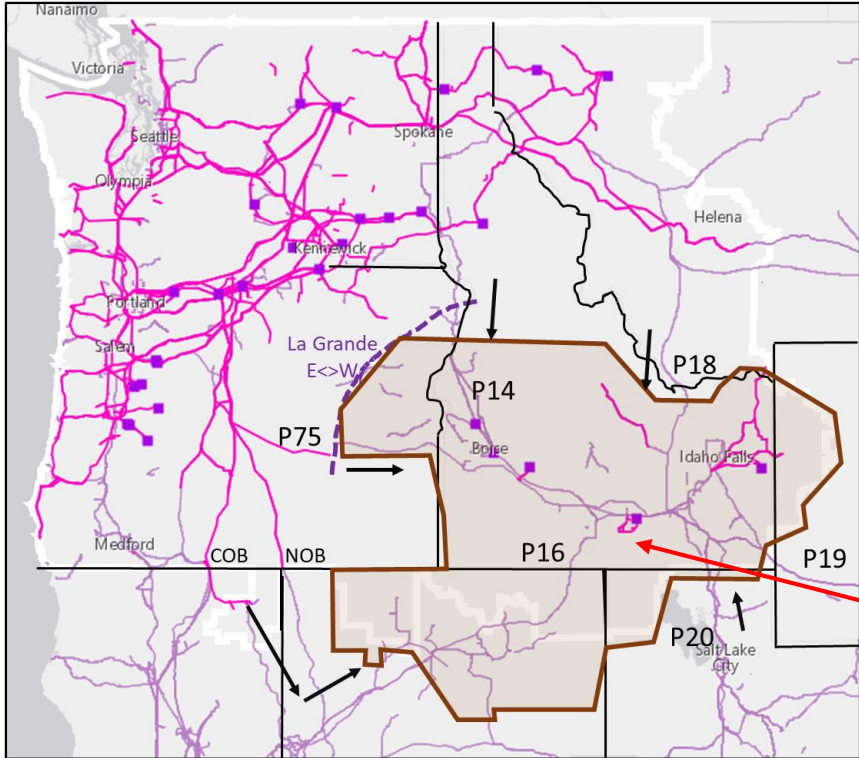 Nanaimo
Victoria
Seattle
Spokane
Olympia
Helena
Kennewick
Portland
Salem
La Grande
E<>W
P18
P14
P75
Boise
Idaho Falls
Medford
COB
NOB
P16
P19
P20
Salt Lake
City